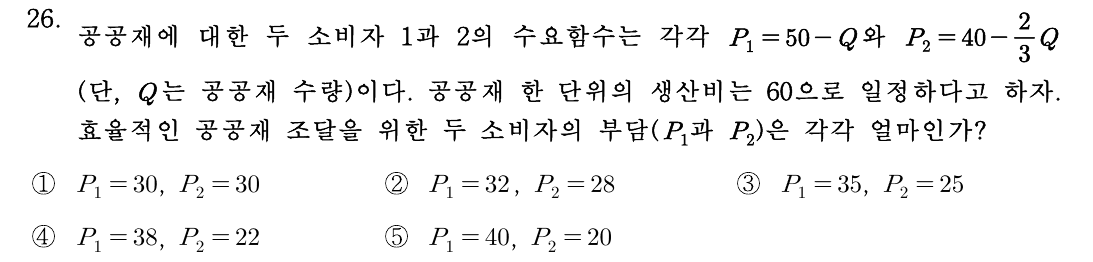 26. 공공재에 대한 두 소비자 1과 2의 수요함수는 각각 P₁=50-Q와 P₂=40-2/3Q
(단, Q는 공공재 수량)이다. 공공재 한 단위의 생산비는 60으로 일정하다고 하자.
효율적인 공공재 조달을 위한 두 소비자의 부담(P₁과 P₂)은 각각 얼마인가?
① P₁=30, P₂=30 ② P₁=32, P₂=28 ③ P₁=35, P₂=25
④ P₁=38, P₂=22 ⑤ P₁=40, P₂=20